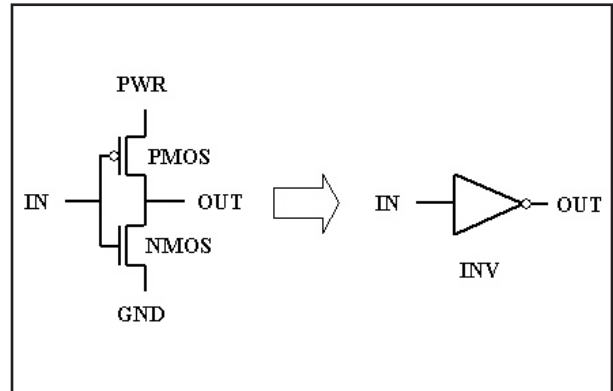 PWR
PMOS
IN
OUT
NMOS
GND
IN
OUT
INV